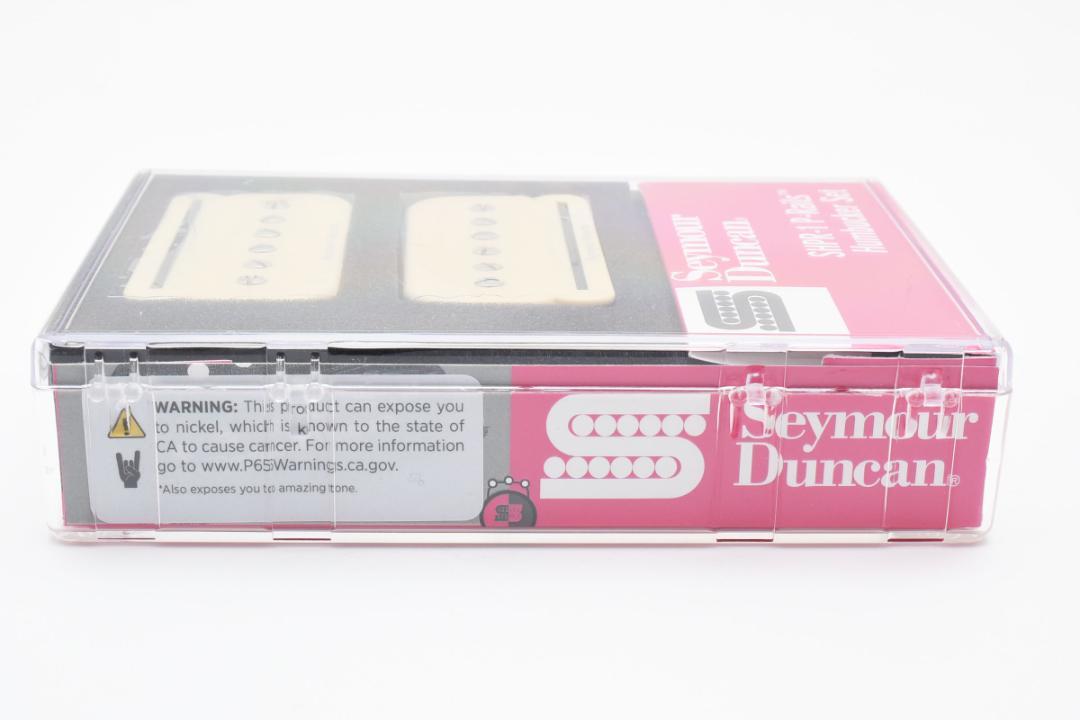 SHPR-1 P-Rails™
Humbucker Set
Seymour
Duncan®
WARNING: This product can expose you
to nickel, which is known to the state of
CA to cause cancer. For more information
go to www.P65Warnings.ca.gov.
*Also exposes you to amazing tone.
Seymour
Duncan®